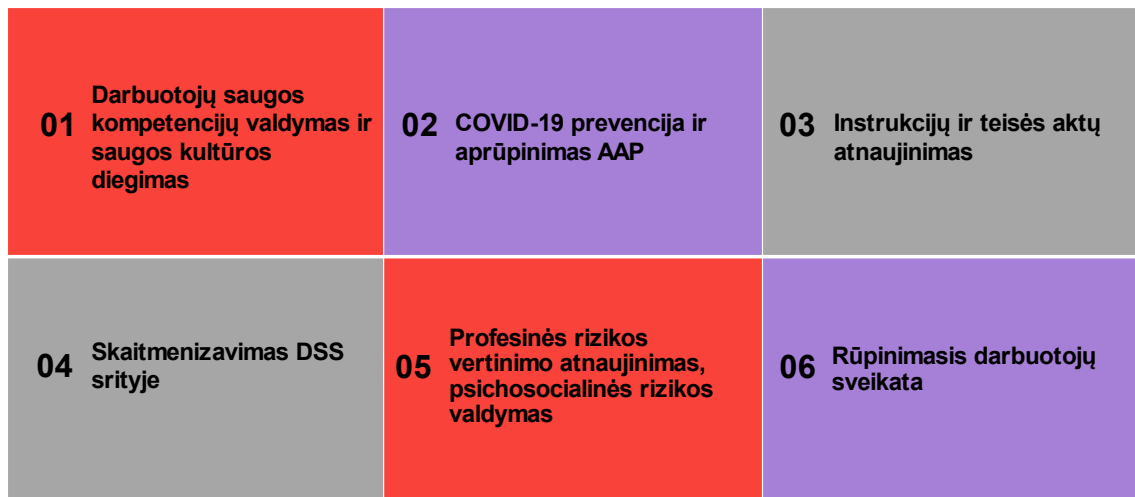 01
Darbuotojų saugos
kompetencijų valdymas ir
saugos kultūros
diegimas
02
COVID-19 prevencija ir
aprūpinimas AAP
03
Instrukcijų ir teisės aktų
atnaujinimas
04
Skaitmenizavimas DSS
srityje
05
Profesinės rizikos
vertinimo atnaujinimas,
psichosocialinės rizikos
valdymas
06
Rūpinimasis darbuotojų
sveikata